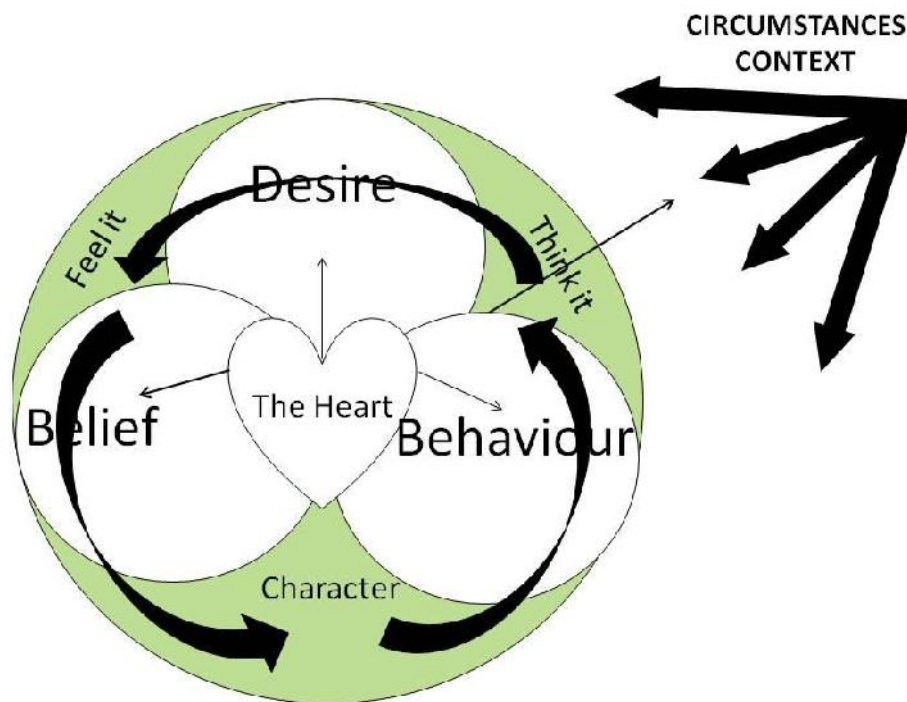 CIRCUMSTANCES
CONTEXT
Desire
Feel it
Think it
The Heart
Belief
Behaviour
Character